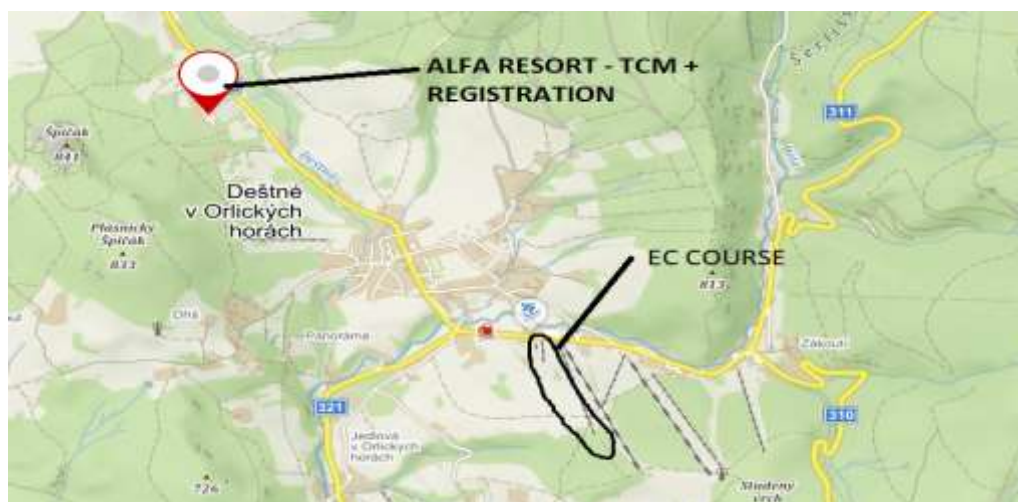 ALFA RESORT - TCM +
REGISTRATION
311
Špičák
841
Deštné
v Orlických
horách
Plasnický
Špičák
833
EC COURSE
813
Panoráma
Zákoutí
321
310
Jedlová
v Orlických
horách
726
Studený
vrch